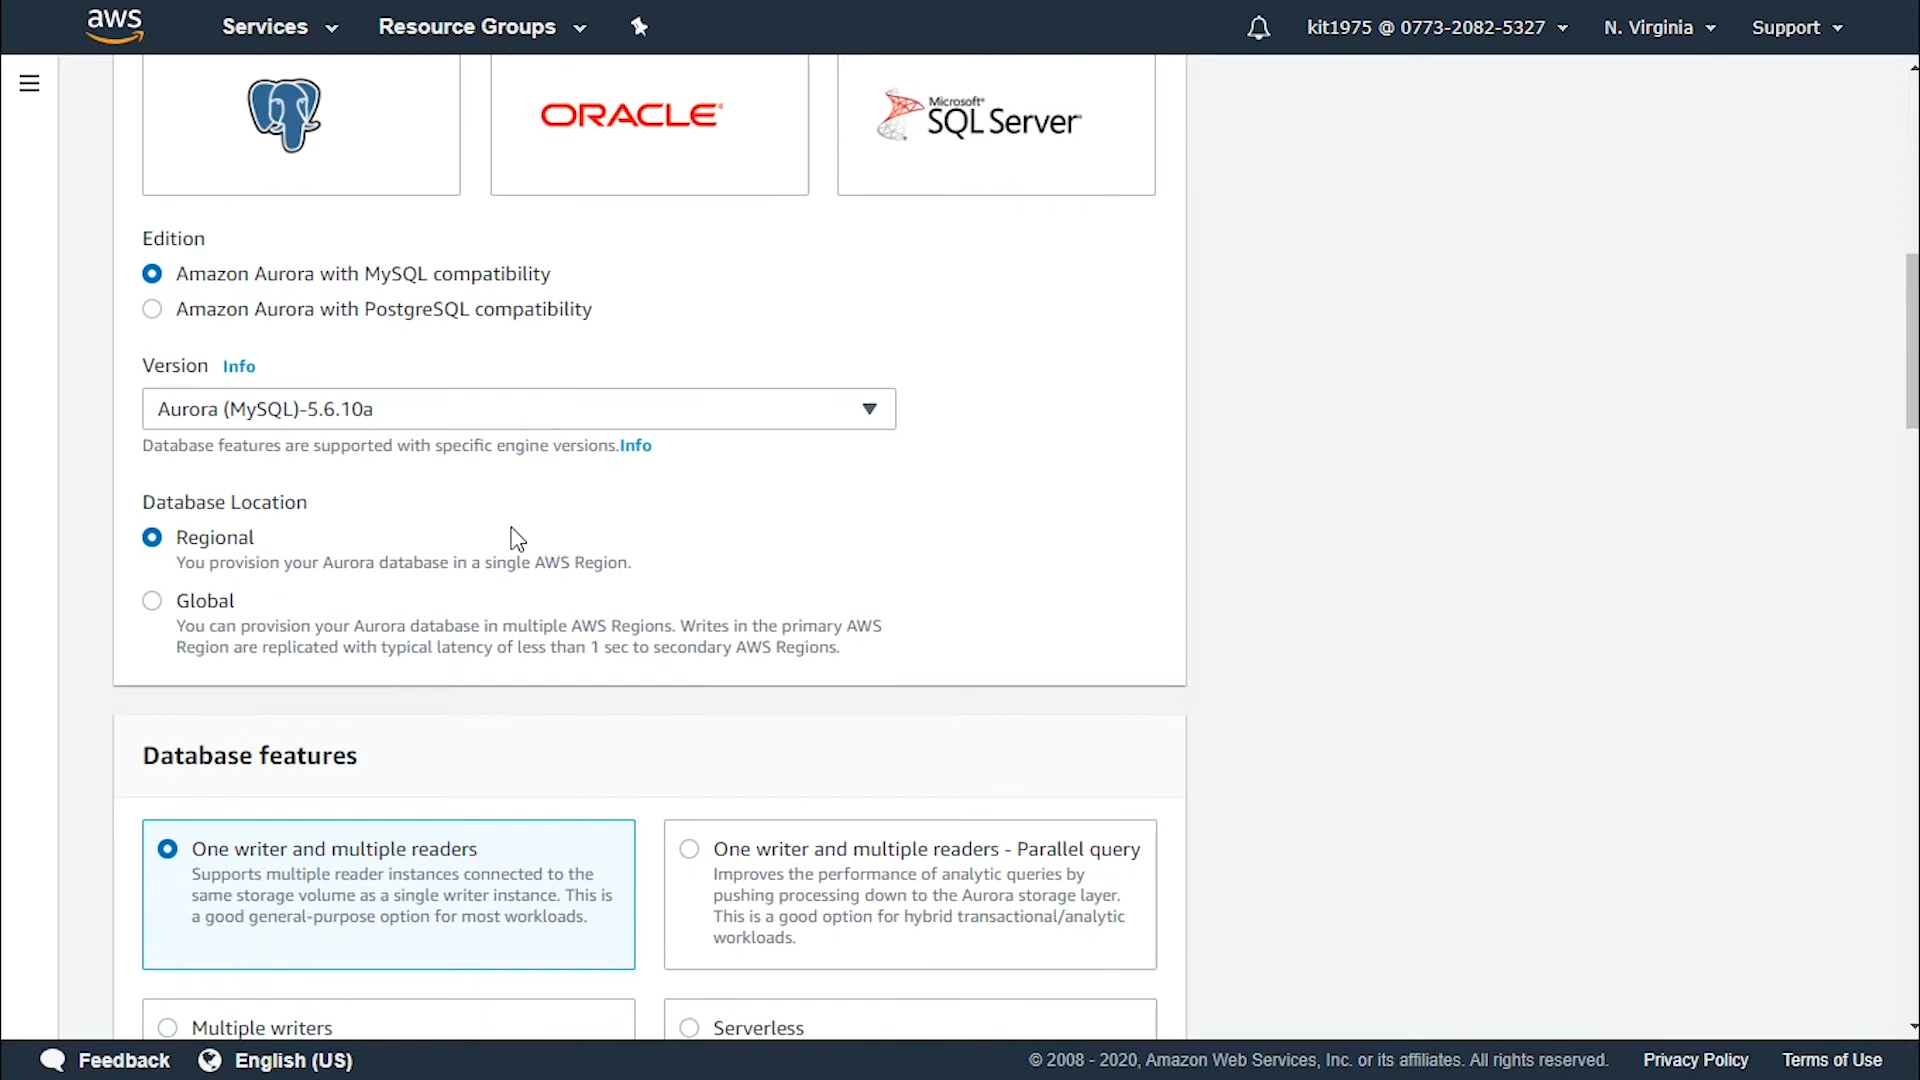 aws
Services
Resource Groups
kit1975 @ 0773-2082-5327
N. Virginia
Support
ORACLE
Microsoft®
SQL Server
Edition
Amazon Aurora with MySQL compatibility
Amazon Aurora with PostgreSQL compatibility
Version Info
Aurora (MySQL)-5.6.10a
Database features are supported with specific engine versions.Info
Database Location
Regional
You provision your Aurora database in a single AWS Region.
Global
You can provision your Aurora database in multiple AWS Regions. Writes in the primary AWS
Region are replicated with typical latency of less than 1 sec to secondary AWS Regions.
Database features
One writer and multiple readers
Supports multiple reader instances connected to the
same storage volume as a single writer instance. This is
a good general-purpose option for most workloads.
One writer and multiple readers - Parallel query
Improves the performance of analytic queries by
pushing processing down to the Aurora storage layer.
This is a good option for hybrid transactional/analytic
workloads.
Multiple writers
Serverless
Feedback
English (US)
© 2008 - 2020, Amazon Web Services, Inc. or its affiliates. All rights reserved.
Privacy Policy
Terms of Use